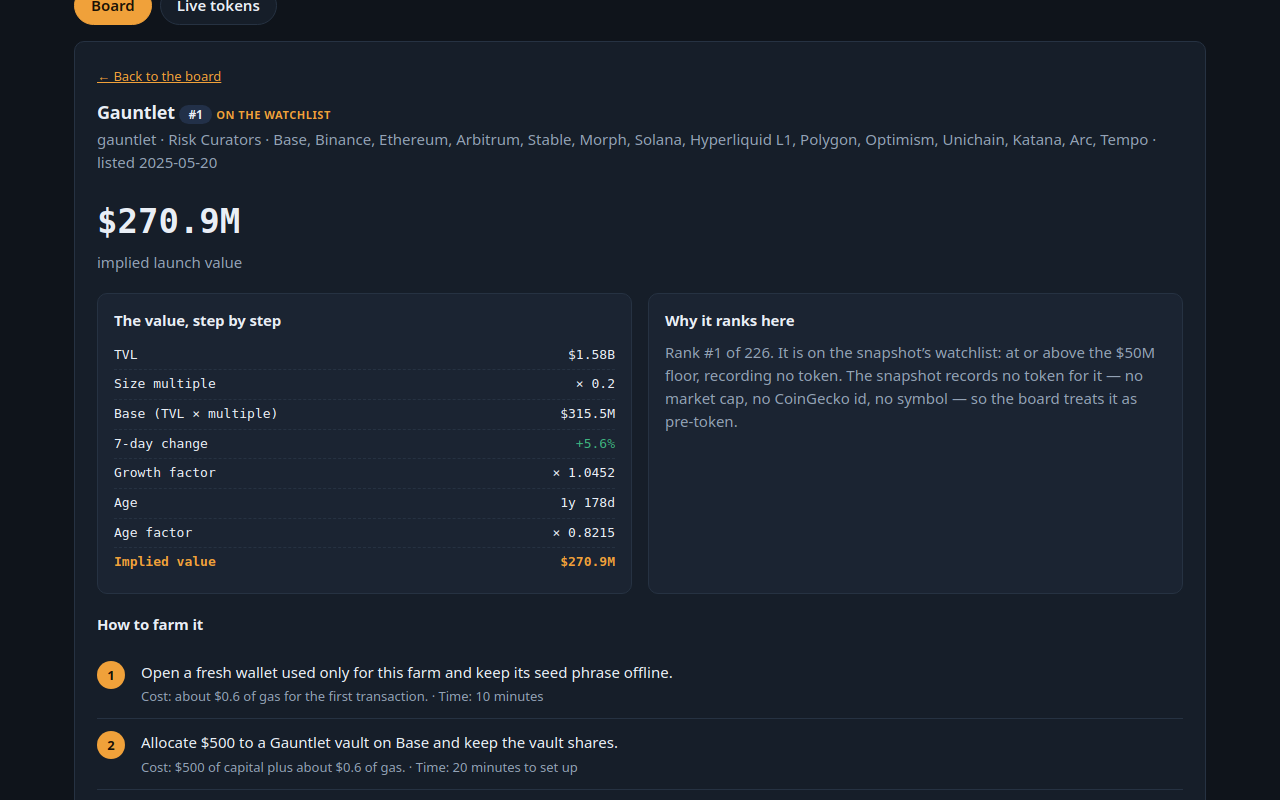 Board Live tokens
← Back to the board
Gauntlet #1 ON THE WATCHLIST
gauntlet · Risk Curators · Base, Binance, Ethereum, Arbitrum, Stable, Morph, Solana, Hyperliquid L1, Polygon, Optimism, Unichain, Katana, Arc, Tempo ·
listed 2025-05-20
$270.9M
implied launch value
The value, step by step
TVL $1.58B
Size multiple × 0.2
Base (TVL × multiple) $315.5M
7-day change +5.6%
Growth factor × 1.0452
Age 1y 178d
Age factor × 0.8215
Implied value $270.9M
Why it ranks here
Rank #1 of 226. It is on the snapshot’s watchlist: at or above the $50M
floor, recording no token. The snapshot records no token for it — no
market cap, no CoinGecko id, no symbol — so the board treats it as
pre-token.
How to farm it
1 Open a fresh wallet used only for this farm and keep its seed phrase offline.
Cost: about $0.6 of gas for the first transaction. · Time: 10 minutes
2 Allocate $500 to a Gauntlet vault on Base and keep the vault shares.
Cost: $500 of capital plus about $0.6 of gas. · Time: 20 minutes to set up